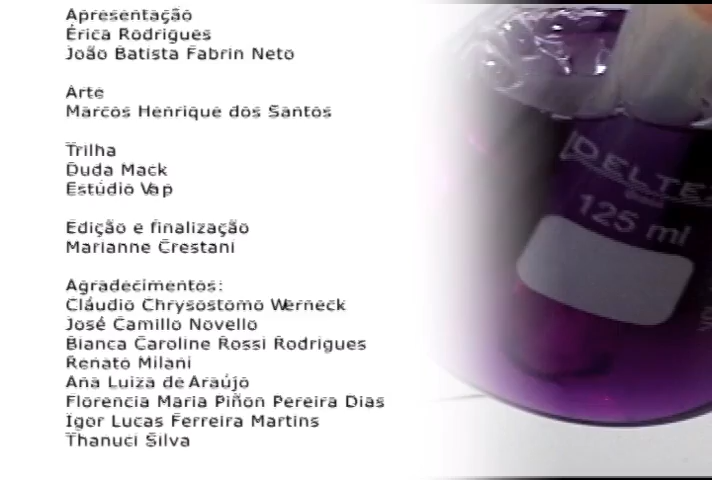 Apresentação
Érica Rodrigues
João Batista Fabrin Neto
Arte
Marcos Henrique dos Santos
Trilha
Duda Mack
Estúdio Vap
Edição e finalização
Marianne Crestani
Agradecimentos:
Cláudio Chrysostomo Werneck
José Camillo Novello
Bianca Caroline Rossi Rodrigues
Renato Milani
Ana Luiza de Araújo
Florencia Maria Piñon Pereira Dias
Igor Lucas Ferreira Martins
Thanuci Silva
125 ml